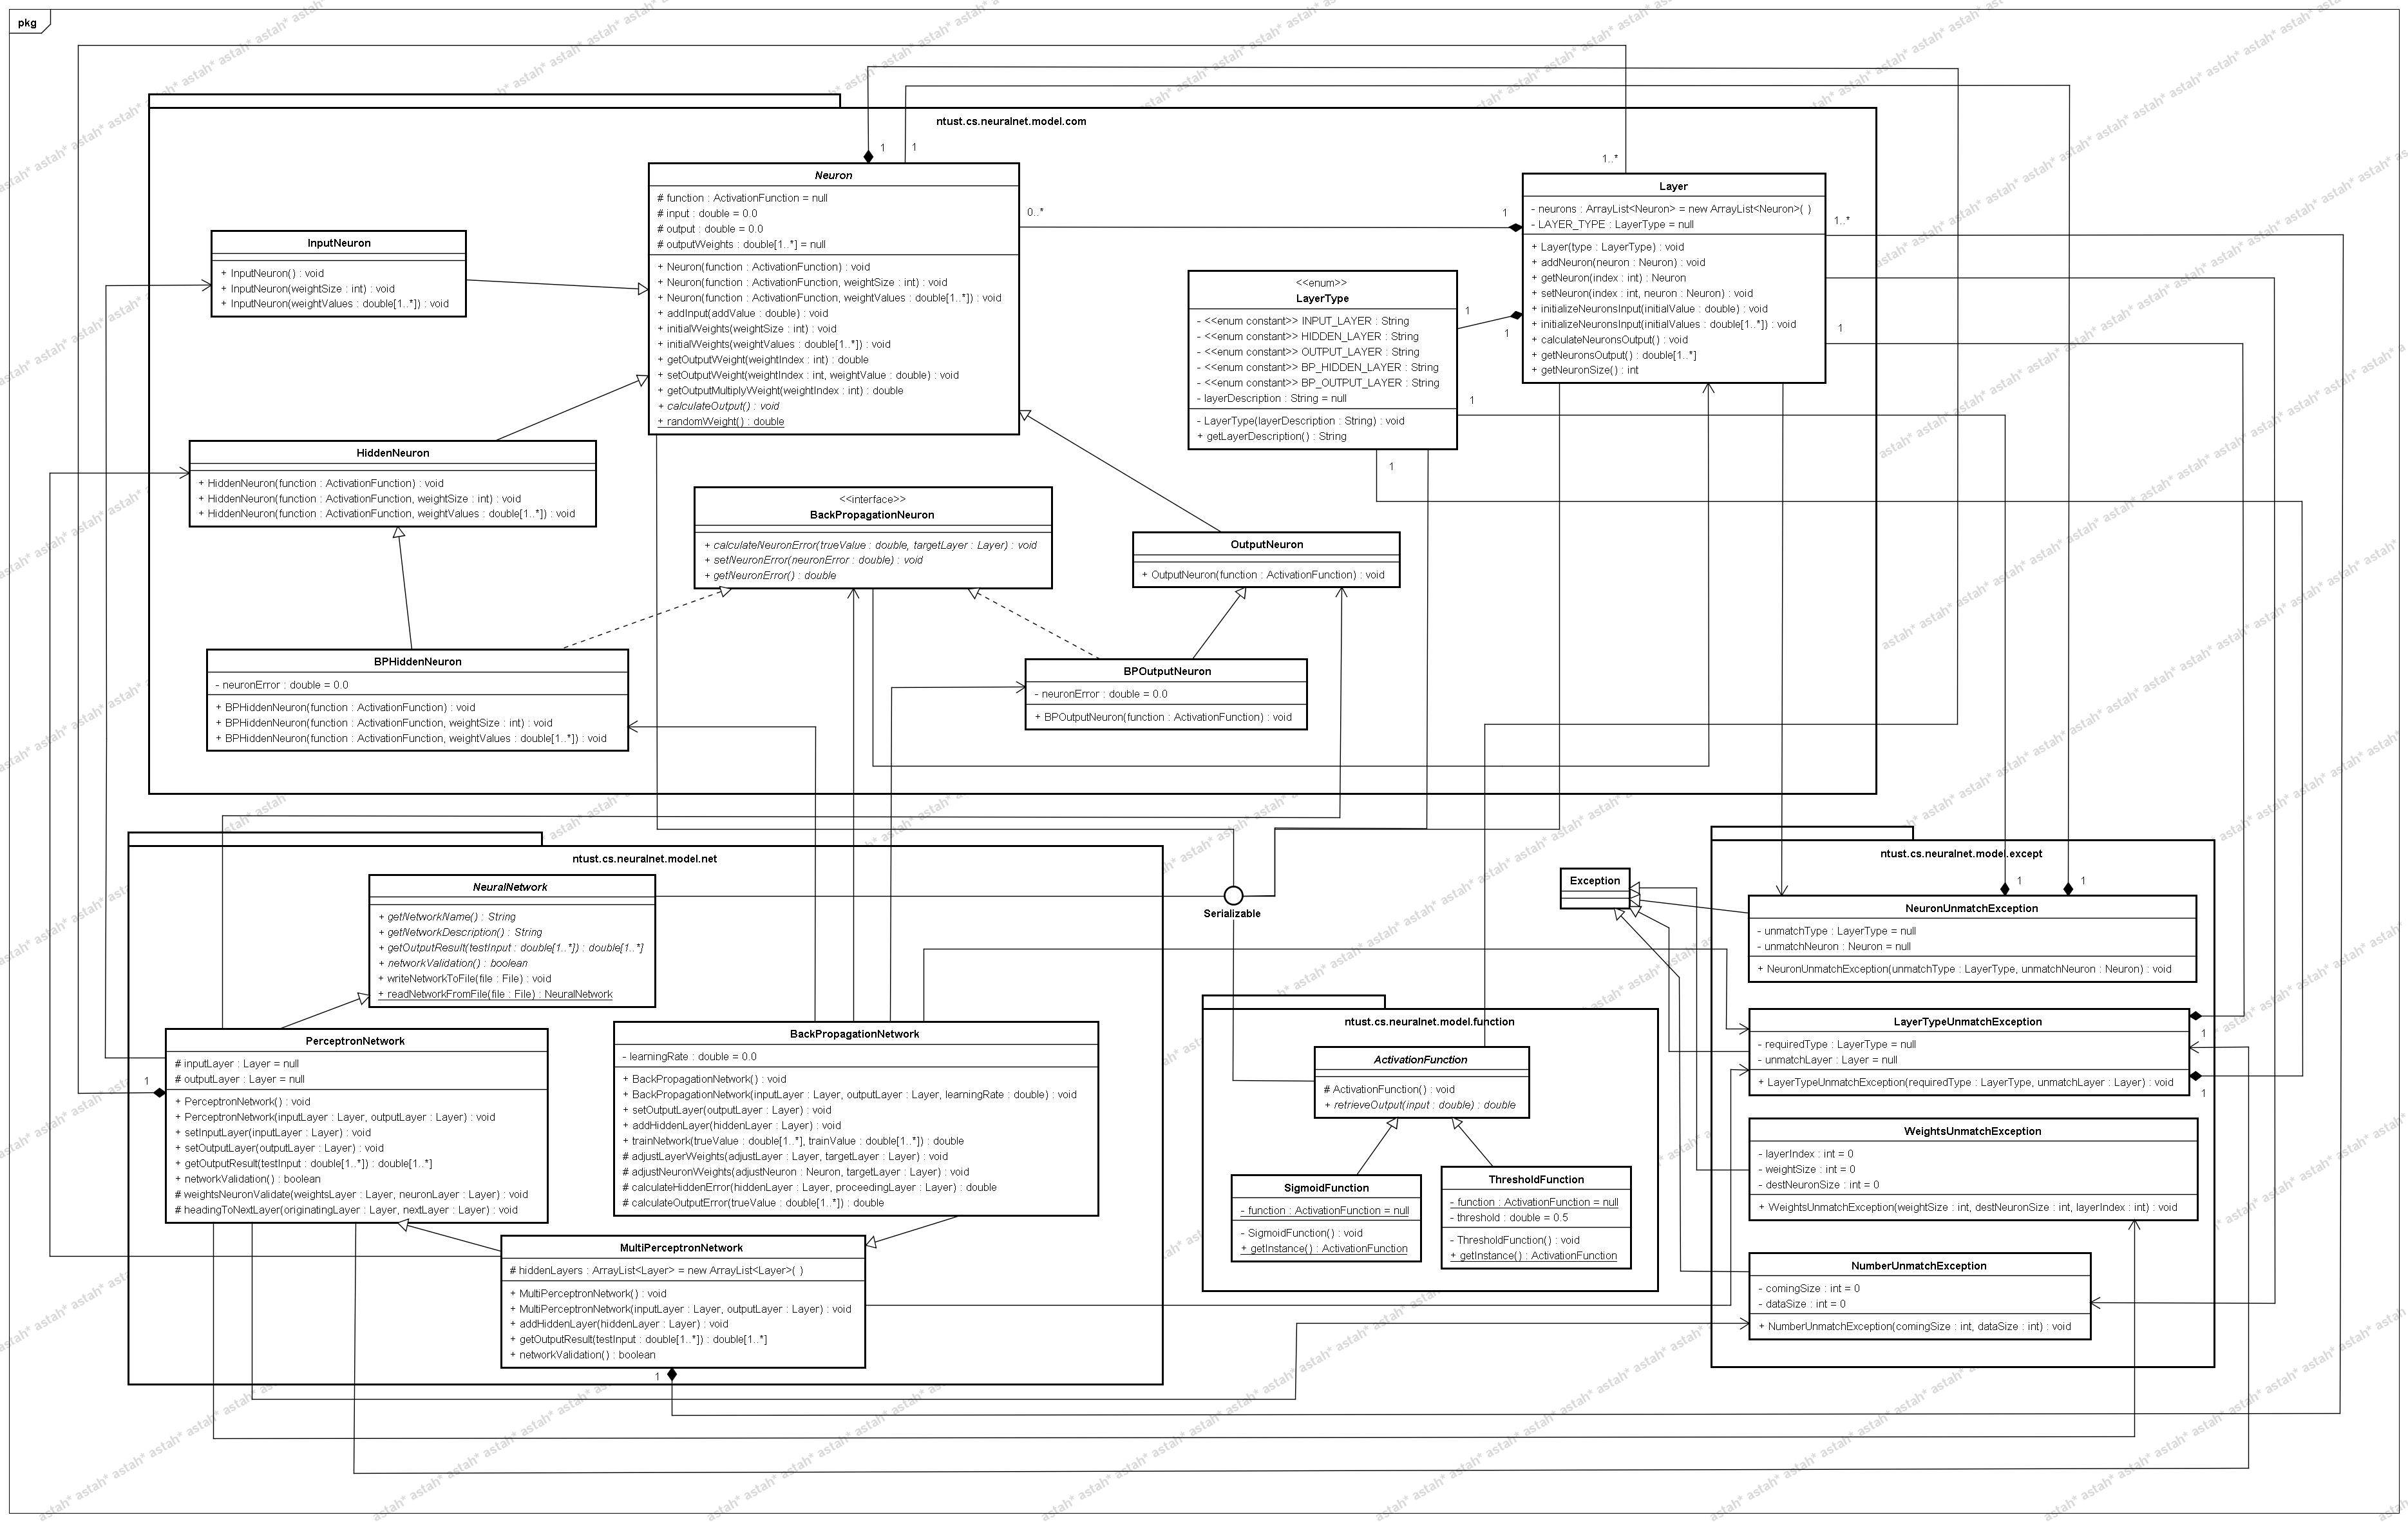 pkg
ntust.cs.neuralnet.model.com
1
1
1..*
Neuron
# function : ActivationFunction = null
# input : double = 0.0
# output : double = 0.0
# outputWeights : double[1..*] = null
+ Neuron(function : ActivationFunction) : void
+ Neuron(function : ActivationFunction, weightSize : int) : void
+ Neuron(function : ActivationFunction, weightValues : double[1..*]) : void
+ addInput(addValue : double) : void
+ initialWeights(weightSize : int) : void
+ initialWeights(weightValues : double[1..*]) : void
+ getOutputWeight(weightIndex : int) : double
+ setOutputWeight(weightIndex : int, weightValue : double) : void
+ getOutputMultiplyWeight(weightIndex : int) : double
+ calculateOutput() : void
+ randomWeight() : double
0..*
1
Layer
- neurons : ArrayList<Neuron> = new ArrayList<Neuron>( )
- LAYER_TYPE : LayerType = null
+ Layer(type : LayerType) : void
+ addNeuron(neuron : Neuron) : void
+ getNeuron(index : int) : Neuron
+ setNeuron(index : int, neuron : Neuron) : void
+ initializeNeuronsInput(initialValue : double) : void
+ initializeNeuronsInput(initialValues : double[1..*]) : void
+ calculateNeuronsOutput() : void
+ getNeuronsOutput() : double[1..*]
+ getNeuronSize() : int
1..*
1
InputNeuron
+ InputNeuron() : void
+ InputNeuron(weightSize : int) : void
+ InputNeuron(weightValues : double[1..*]) : void
<<enum>>
LayerType
- <<enum constant>> INPUT_LAYER : String
- <<enum constant>> HIDDEN_LAYER : String
- <<enum constant>> OUTPUT_LAYER : String
- <<enum constant>> BP_HIDDEN_LAYER : String
- <<enum constant>> BP_OUTPUT_LAYER : String
- layerDescription : String = null
- LayerType(layerDescription : String) : void
+ getLayerDescription() : String
1
1
1
1
HiddenNeuron
+ HiddenNeuron(function : ActivationFunction) : void
+ HiddenNeuron(function : ActivationFunction, weightSize : int) : void
+ HiddenNeuron(function : ActivationFunction, weightValues : double[1..*]) : void
<<interface>>
BackPropagationNeuron
+ calculateNeuronError(trueValue : double, targetLayer : Layer) : void
+ setNeuronError(neuronError : double) : void
+ getNeuronError() : double
OutputNeuron
+ OutputNeuron(function : ActivationFunction) : void
BPHiddenNeuron
- neuronError : double = 0.0
+ BPHiddenNeuron(function : ActivationFunction) : void
+ BPHiddenNeuron(function : ActivationFunction, weightSize : int) : void
+ BPHiddenNeuron(function : ActivationFunction, weightValues : double[1..*]) : void
BPOutputNeuron
- neuronError : double = 0.0
+ BPOutputNeuron(function : ActivationFunction) : void
ntust.cs.neuralnet.model.net
NeuralNetwork
+ getNetworkName() : String
+ getNetworkDescription() : String
+ getOutputResult(testInput : double[1..*]) : double[1..*]
+ networkValidation() : boolean
+ writeNetworkToFile(file : File) : void
+ readNetworkFromFile(file : File) : NeuralNetwork
PerceptronNetwork
# inputLayer : Layer = null
# outputLayer : Layer = null
+ PerceptronNetwork() : void
+ PerceptronNetwork(inputLayer : Layer, outputLayer : Layer) : void
+ setInputLayer(inputLayer : Layer) : void
+ setOutputLayer(outputLayer : Layer) : void
+ getOutputResult(testInput : double[1..*]) : double[1..*]
+ networkValidation() : boolean
# weightsNeuronValidate(weightsLayer : Layer, neuronLayer : Layer) : void
# headingToNextLayer(originatingLayer : Layer, nextLayer : Layer) : void
1
BackPropagationNetwork
- learningRate : double = 0.0
+ BackPropagationNetwork() : void
+ BackPropagationNetwork(inputLayer : Layer, outputLayer : Layer, learningRate : double) : void
+ setOutputLayer(outputLayer : Layer) : void
+ addHiddenLayer(hiddenLayer : Layer) : void
+ trainNetwork(trueValue : double[1..*], trainValue : double[1..*]) : double
# adjustLayerWeights(adjustLayer : Layer, targetLayer : Layer) : void
# adjustNeuronWeights(adjustNeuron : Neuron, targetLayer : Layer) : void
# calculateHiddenError(hiddenLayer : Layer, proceedingLayer : Layer) : double
# calculateOutputError(trueValue : double[1..*]) : double
MultiPerceptronNetwork
# hiddenLayers : ArrayList<Layer> = new ArrayList<Layer>( )
+ MultiPerceptronNetwork() : void
+ MultiPerceptronNetwork(inputLayer : Layer, outputLayer : Layer) : void
+ addHiddenLayer(hiddenLayer : Layer) : void
+ getOutputResult(testInput : double[1..*]) : double[1..*]
+ networkValidation() : boolean
1
Serializable
ntust.cs.neuralnet.model.function
ActivationFunction
# ActivationFunction() : void
+ retrieveOutput(input : double) : double
SigmoidFunction
- function : ActivationFunction = null
- SigmoidFunction() : void
+ getInstance() : ActivationFunction
ThresholdFunction
- function : ActivationFunction = null
- threshold : double = 0.5
- ThresholdFunction() : void
+ getInstance() : ActivationFunction
Exception
ntust.cs.neuralnet.model.except
1
1
NeuronUnmatchException
- unmatchType : LayerType = null
- unmatchNeuron : Neuron = null
+ NeuronUnmatchException(unmatchType : LayerType, unmatchNeuron : Neuron) : void
LayerTypeUnmatchException
- requiredType : LayerType = null
- unmatchLayer : Layer = null
+ LayerTypeUnmatchException(requiredType : LayerType, unmatchLayer : Layer) : void
1
1
WeightsUnmatchException
- layerIndex : int = 0
- weightSize : int = 0
- destNeuronSize : int = 0
+ WeightsUnmatchException(weightSize : int, destNeuronSize : int, layerIndex : int) : void
NumberUnmatchException
- comingSize : int = 0
- dataSize : int = 0
+ NumberUnmatchException(comingSize : int, dataSize : int) : void